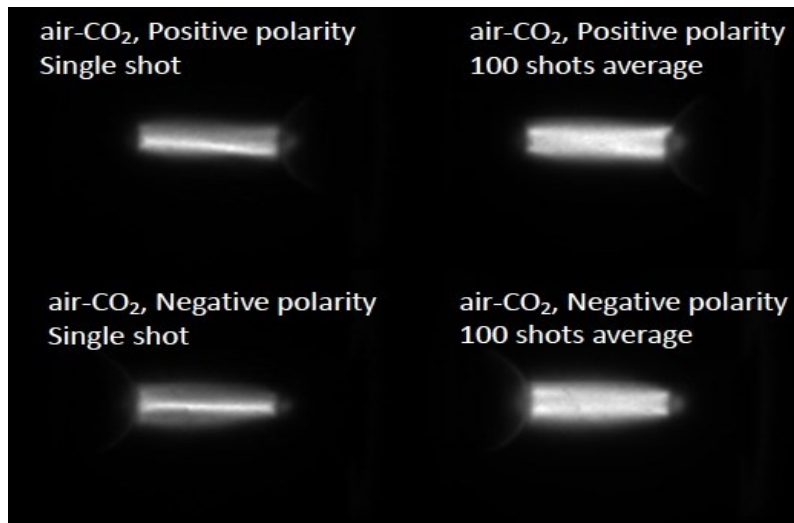 air-CO₂, Positive polarity
Single shot
air-CO₂, Positive polarity
100 shots average
air-CO₂, Negative polarity
Single shot
air-CO₂, Negative polarity
100 shots average